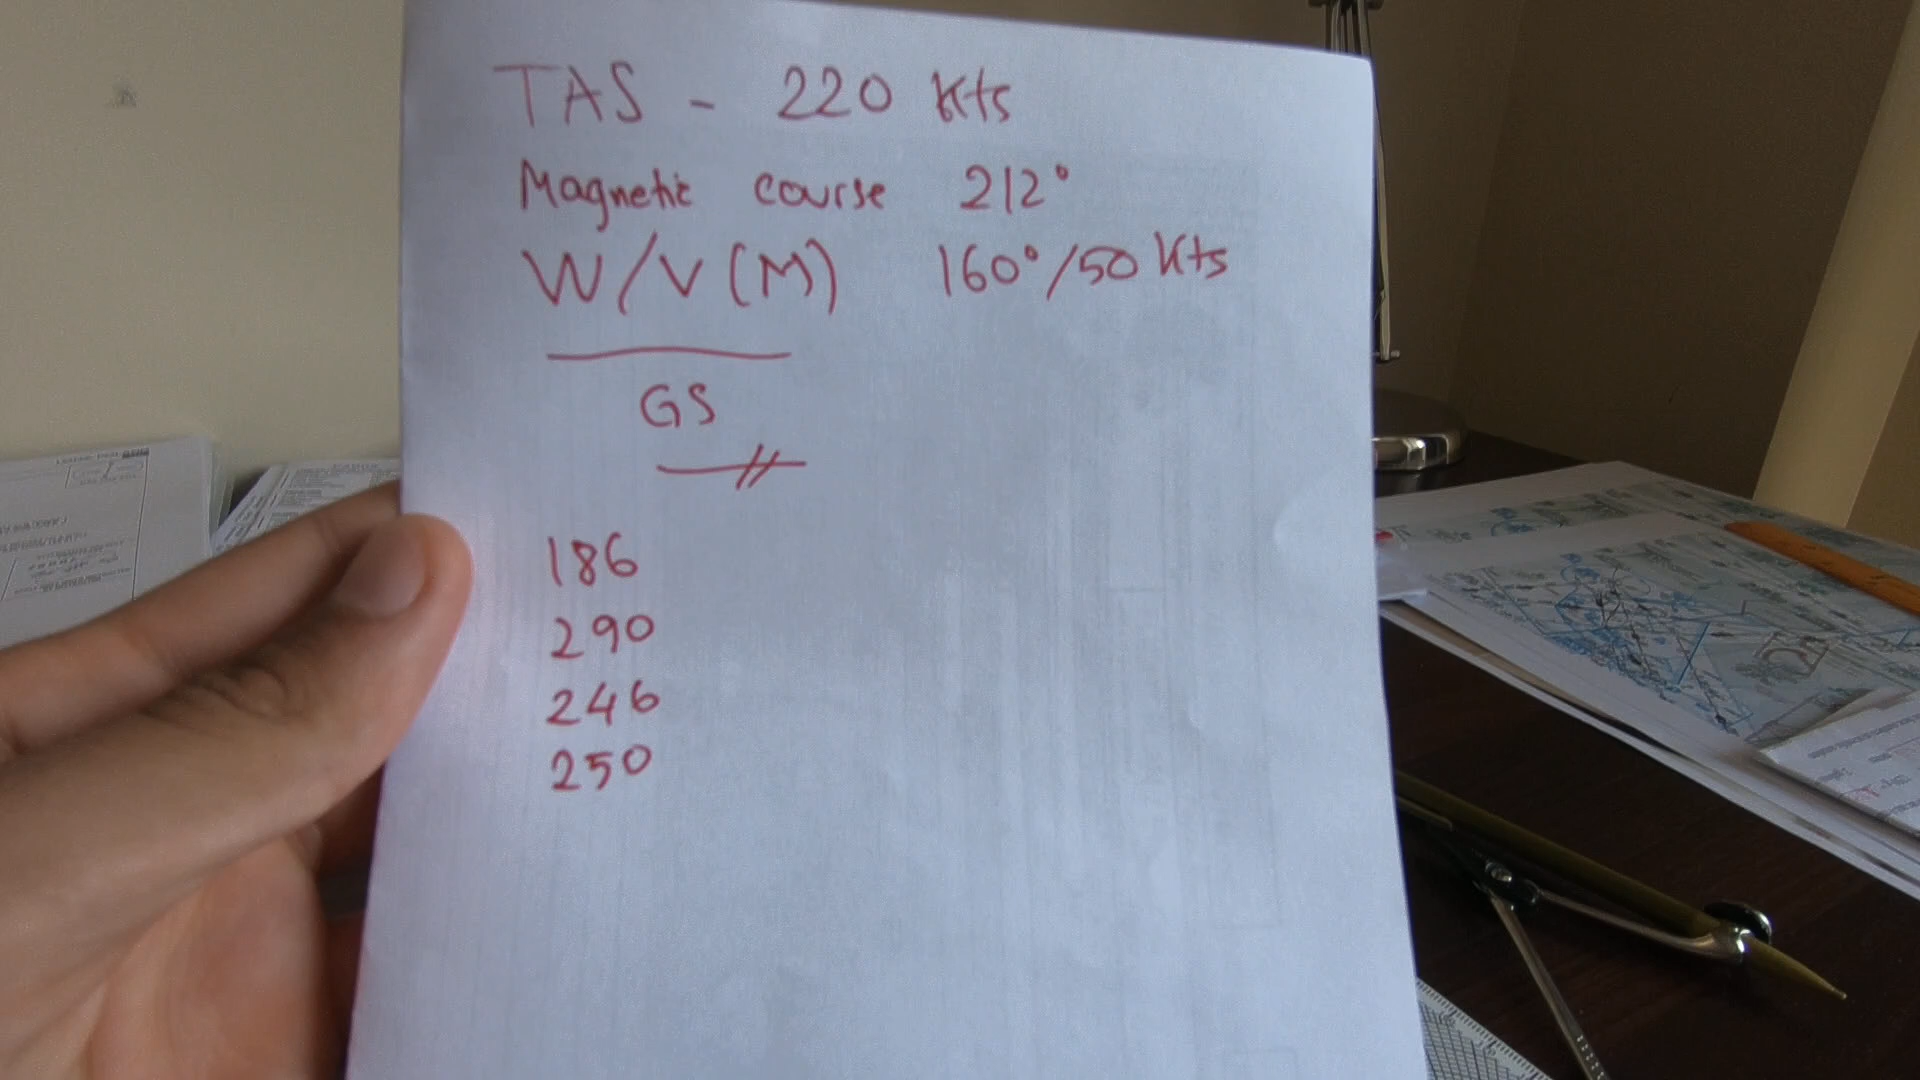 TAS - 220 Kts
Magnetic course 212°
W/V (M) 160°/50 Kts
GS
186
290
246
250